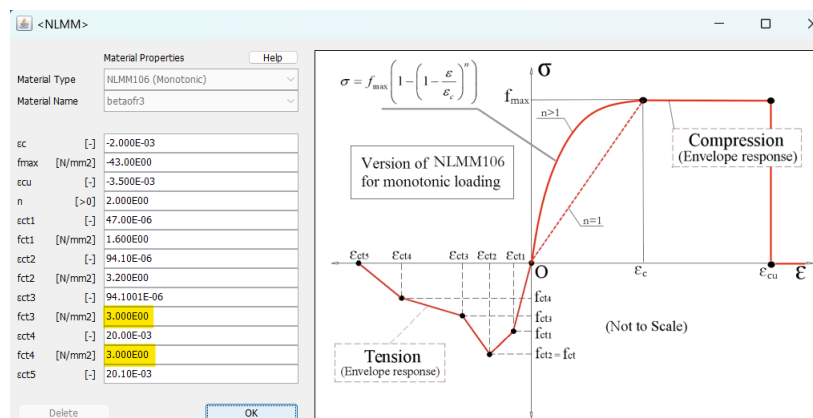 <NLMM>
Material Properties
Help
Material Type
NLMM106 (Monotonic)
Material Name
betaofr3
εc [-] -2.000E-03
fmax [N/mm2] -43.00E00
εcu [-] -3.500E-03
n [>0] 2.000E00
εct1 [-] 47.00E-06
fct1 [N/mm2] 1.600E00
εct2 [-] 94.10E-06
fct2 [N/mm2] 3.200E00
εct3 [-] 94.1001E-06
fct3 [N/mm2] 3.000E00
εct4 [-] 20.00E-03
fct4 [N/mm2] 3.000E00
εct5 [-] 20.10E-03
Delete
OK
σ = fmax(1-(1-ε/εc)^n)
σ
fmax
n>1
Compression
(Envelope response)
Version of NLMM106
for monotonic loading
n=1
εct5 εct4 εct3 εct2 εct1
O
εc
εcu
ε
fct4
fct3
fct1
fct2 = fct
(Not to Scale)
Tension
(Envelope response)